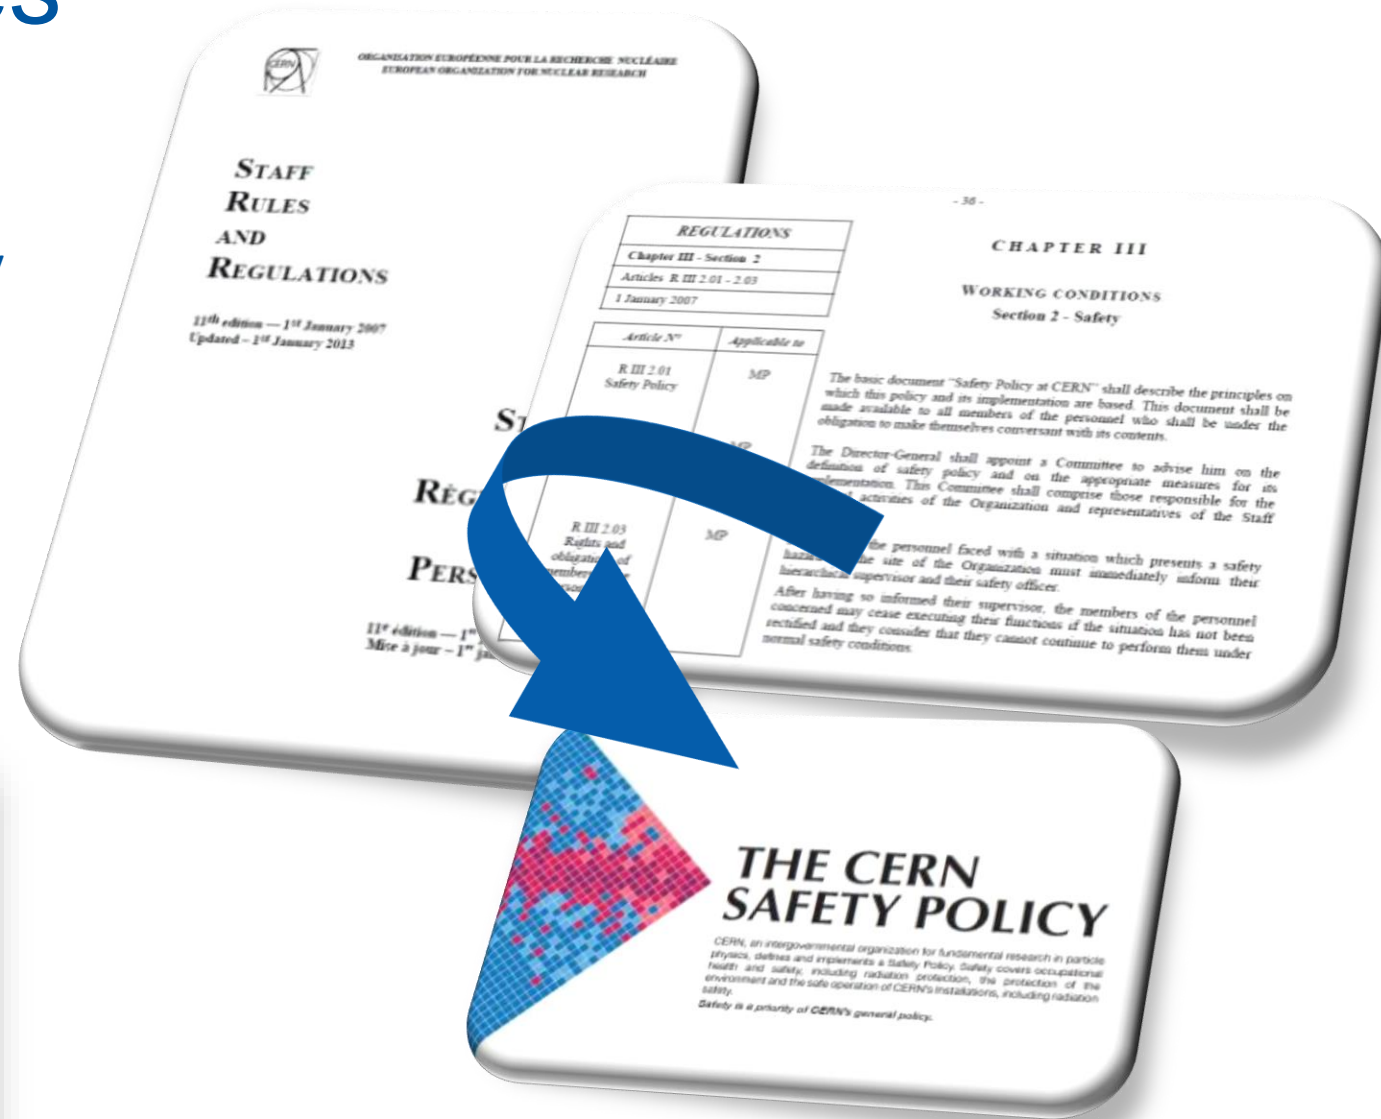 CERN
ORGANISATION EUROPÉENNE POUR LA RECHERCHE NUCLÉAIRE
EUROPEAN ORGANIZATION FOR NUCLEAR RESEARCH
STAFF
RULES
AND
REGULATIONS
11th edition — 1st January 2007
Updated – 1st January 2013
11e édition — 1er
Mise à jour – 1er
- 36 -
REGULATIONS
Chapter III - Section 2
Articles R III 2.01 - 2.03
1 January 2007
Article N° Applicable to
R III 2.01 MP
Safety Policy
MP
R III 2.03 MP
Rights and
CHAPTER III
WORKING CONDITIONS
Section 2 - Safety
The basic document "Safety Policy at CERN" shall describe the principles on
which this policy and its implementation are based. This document shall be
made available to all members of the personnel who shall be under the
obligation to make themselves conversant with its contents.
The Director-General shall appoint a Committee to advise him on the
definition of safety policy and on the appropriate measures for its
implementation. This Committee shall comprise those responsible for the
activities of the Organization and representatives of the Staff
the personnel faced with a situation which presents a safety
site of the Organization must immediately inform their
hierarchical supervisor and their safety officer.
After having so informed their supervisor, the members of the personnel
concerned may cease executing their functions if the situation has not been
rectified and they consider that they cannot continue to perform them under
normal safety conditions.
THE CERN
SAFETY POLICY
CERN, an intergovernmental organization for fundamental research in particle
physics, defines and implements a Safety Policy. Safety covers occupational
health and safety, including radiation protection, the protection of the
environment and the safe operation of CERN's Installations, including radiation
safety.
Safety is a priority of CERN's general policy.